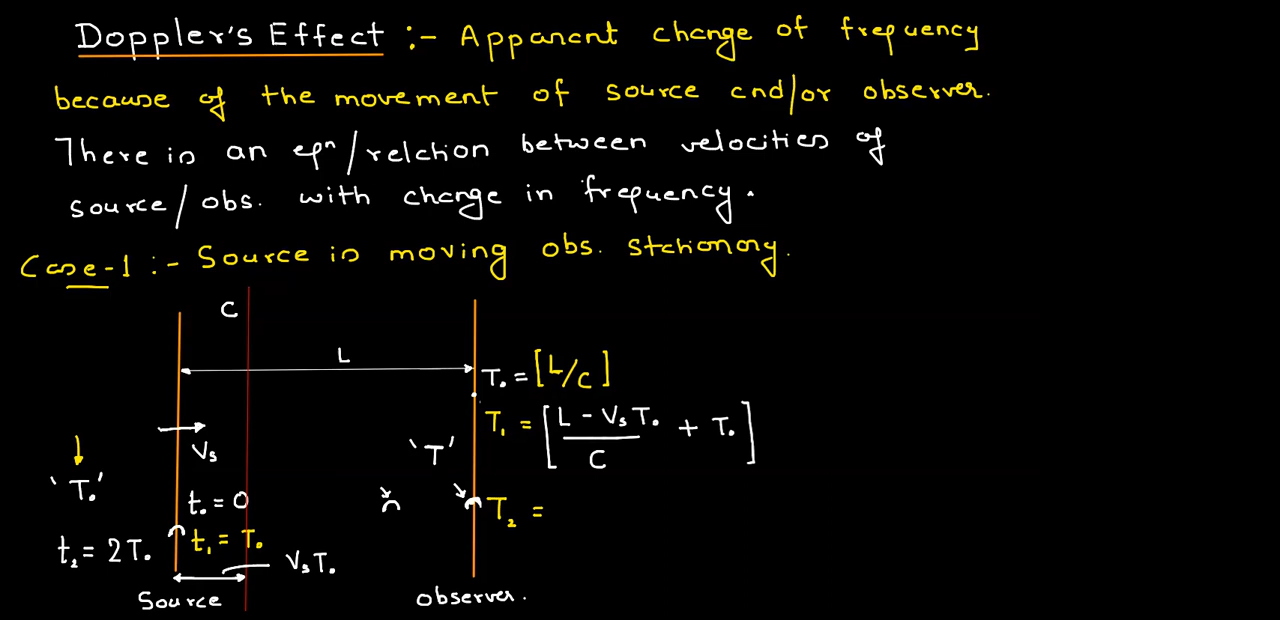 Doppler's Effect :- Apparant change of frequency
because of the movement of source and/or observer.
There is an eqⁿ/relation between velocities of
source/obs. with change in frequency.
Case-1 :- Source is moving obs. stationary.
C
L
T₀ = [L/C]
T₁ = [(L - VₛT₀)/C + T₀]
Vₛ
'T'
'T₀'
t₀ = 0
T₂ =
t₂ = 2T₀
t₁ = T₀
VₛT₀
Source
observer.